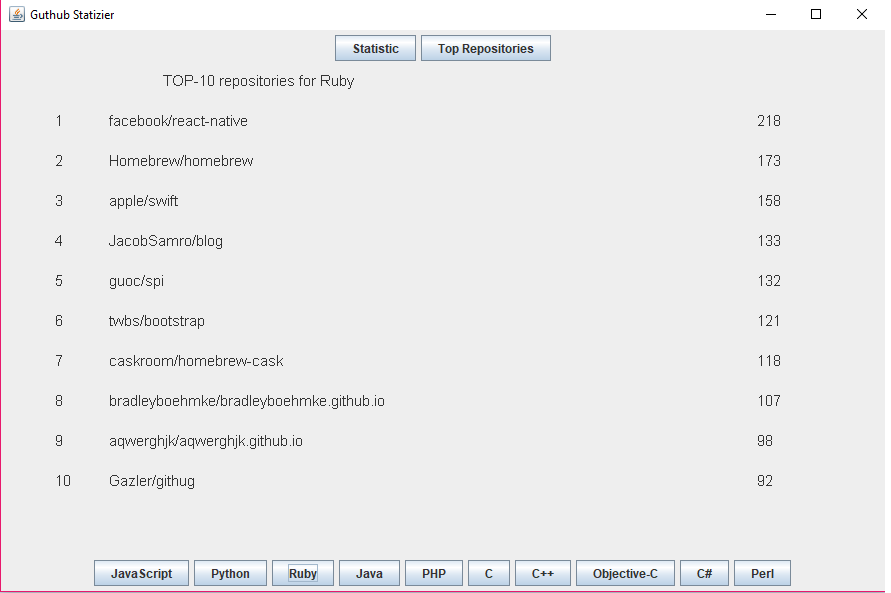 Guthub Statizier
Statistic Top Repositories
TOP-10 repositories for Ruby
1 facebook/react-native 218
2 Homebrew/homebrew 173
3 apple/swift 158
4 JacobSamro/blog 133
5 guoc/spi 132
6 twbs/bootstrap 121
7 caskroom/homebrew-cask 118
8 bradleyboehmke/bradleyboehmke.github.io 107
9 aqwerghjk/aqwerghjk.github.io 98
10 Gazler/githug 92
JavaScript Python Ruby Java PHP C C++ Objective-C C# Perl